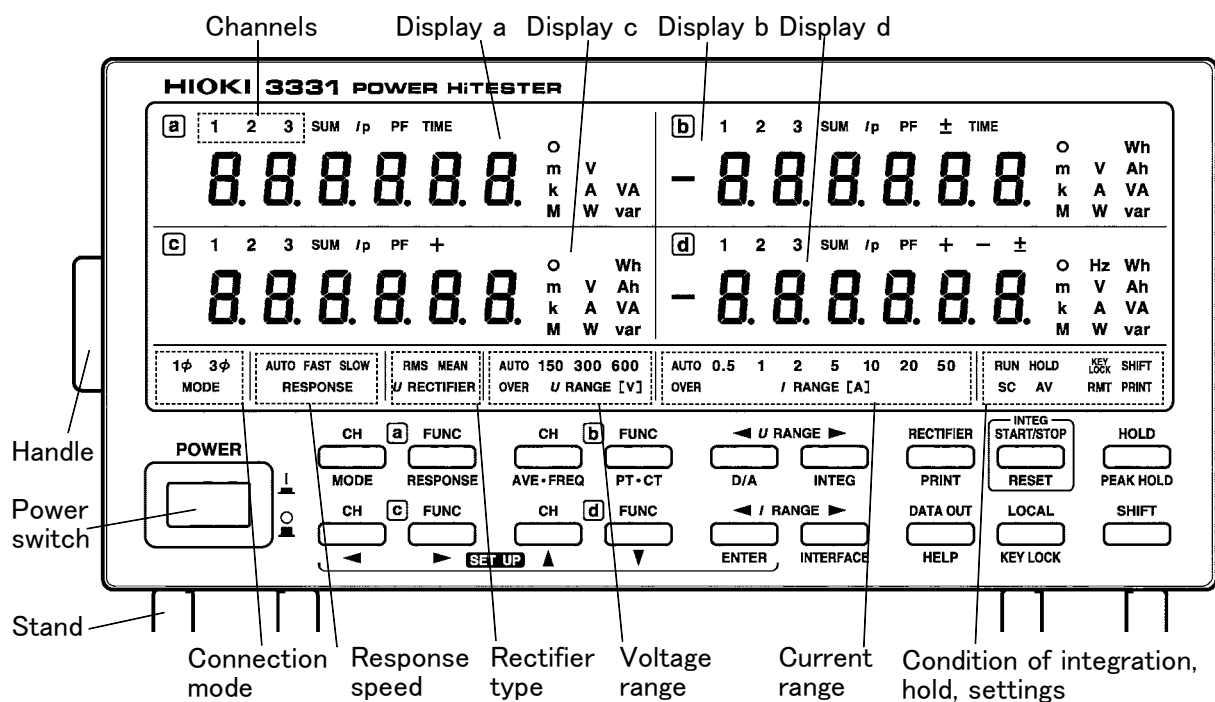 Channels Display a Display c Display b Display d
HIOKI 3331 POWER HiTESTER
a 1 2 3 SUM Ip PF TIME
8.8.8.8.8.8.
O
m V
k A VA
M W var
b 1 2 3 SUM Ip PF ± TIME
-8.8.8.8.8.8.
O Wh
m V Ah
k A VA
M W var
c 1 2 3 SUM Ip PF +
8.8.8.8.8.8.
O Wh
m V Ah
k A VA
M W var
d 1 2 3 SUM Ip PF + - ±
-8.8.8.8.8.8.
O Hz Wh
m V Ah
k A VA
M W var
1φ 3φ
MODE
AUTO FAST SLOW
RESPONSE
RMS MEAN
U RECTIFIER
AUTO 150 300 600
OVER U RANGE [V]
AUTO 0.5 1 2 5 10 20 50
OVER I RANGE [A]
RUN HOLD KEY LOCK SHIFT
SC AV RMT PRINT
Handle
POWER
Power
switch
CH a FUNC CH b FUNC ◄ U RANGE ► RECTIFIER INTEG START/STOP HOLD
MODE RESPONSE AVE•FREQ PT•CT D/A INTEG PRINT RESET PEAK HOLD
CH c FUNC CH d FUNC ◄ I RANGE ► DATA OUT LOCAL SHIFT
◄ ► SET UP ▲ ▼ ENTER INTERFACE HELP KEY LOCK
Stand
Connection
mode
Response
speed
Rectifier
type
Voltage
range
Current
range
Condition of integration,
hold, settings